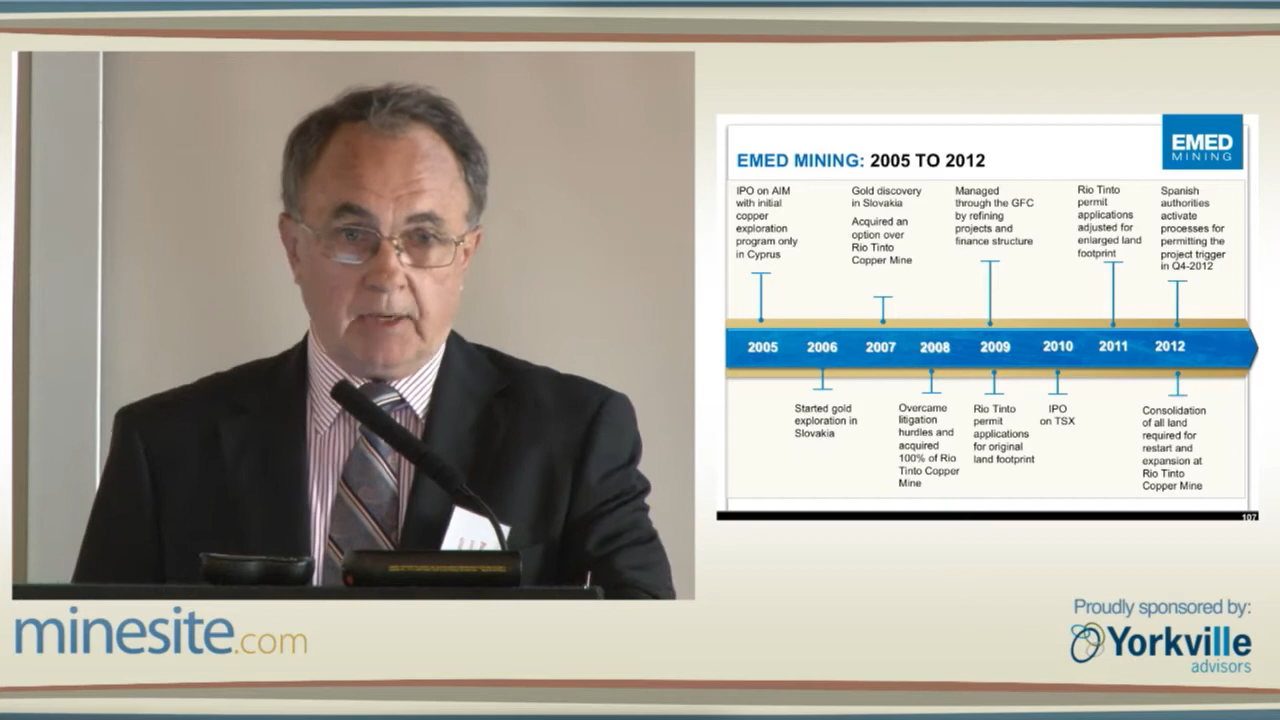 EMED
MINING
EMED MINING: 2005 TO 2012
IPO on AIM
with initial
copper
exploration
program only
in Cyprus
Gold discovery
in Slovakia
Acquired an
option over
Rio Tinto
Copper Mine
Managed
through the GFC
by refining
projects and
finance structure
Rio Tinto
permit
applications
adjusted for
enlarged land
footprint
Spanish
authorities
activate
processes for
permitting the
project trigger
in Q4-2012
2005 2006 2007 2008 2009 2010 2011 2012
Started gold
exploration in
Slovakia
Overcame
litigation
hurdles and
acquired
100% of Rio
Tinto Copper
Mine
Rio Tinto
permit
applications
for original
land footprint
IPO
on TSX
Consolidation
of all land
required for
restart and
expansion at
Rio Tinto
Copper Mine
107
minesite.com
Proudly sponsored by:
Yorkville
advisors